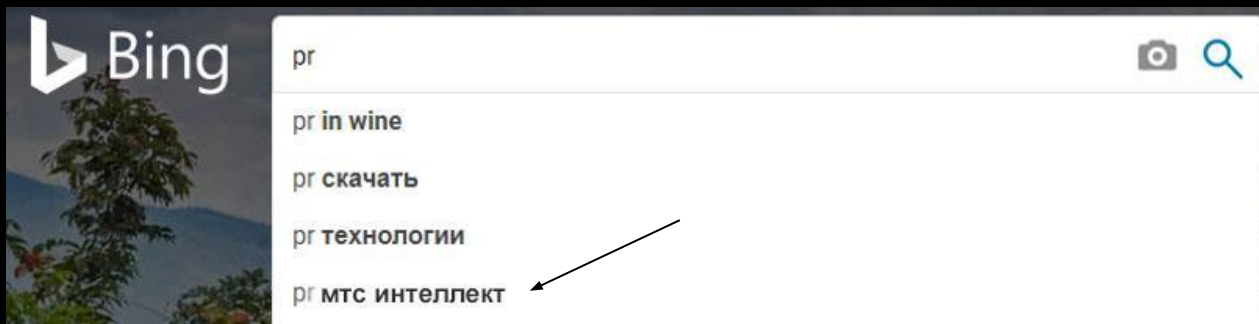 Bing
pr
pr in wine
pr скачать
pr технологии
pr мтс интеллект